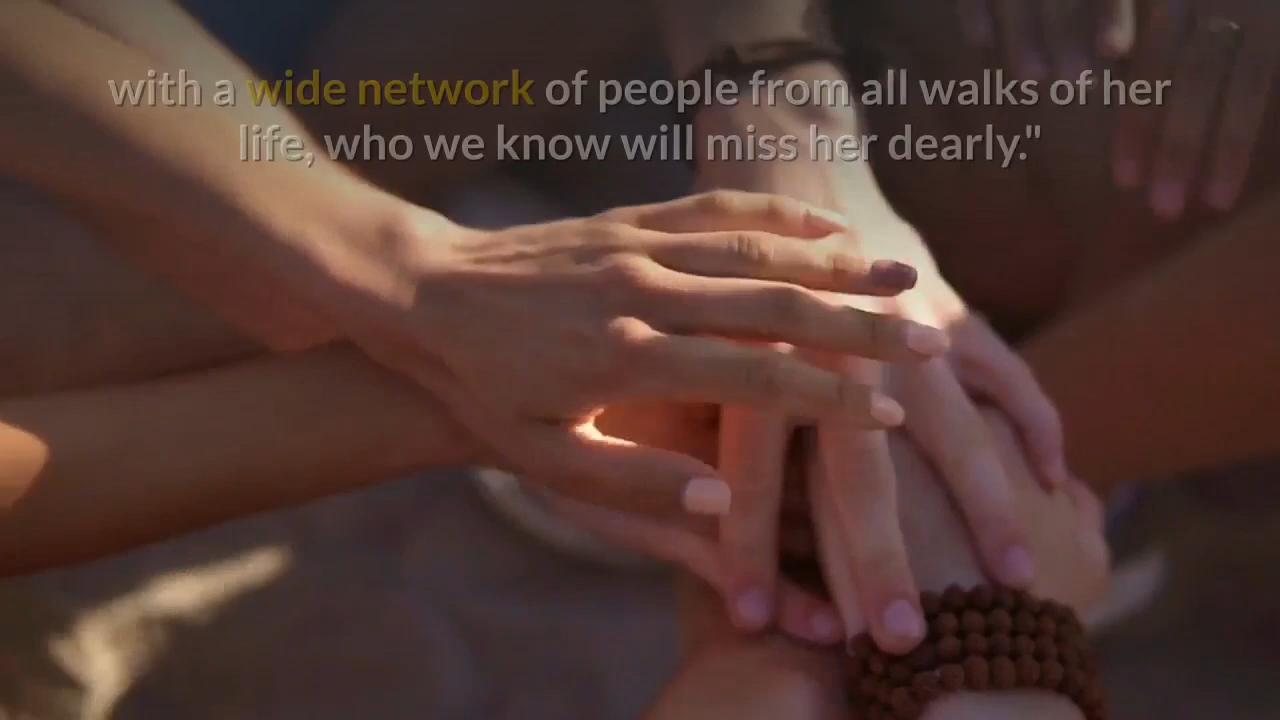 with a wide network of people from all walks of her
life, who we know will miss her dearly."